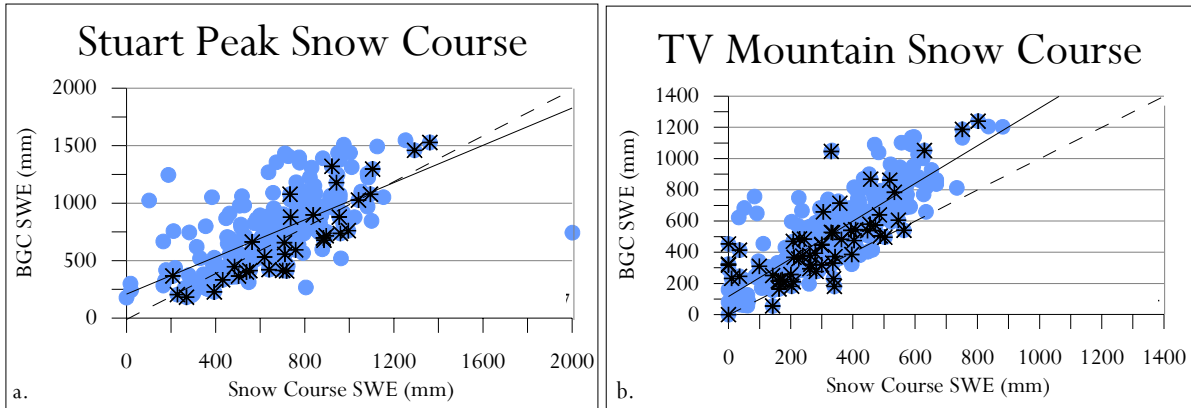 Stuart Peak Snow Course
BGC SWE (mm)
2000
1500
1000
500
0
0 400 800 1200 2000
Snow Course SWE (mm)
a.
TV Mountain Snow Course
BGC SWE (mm)
1400
1200
1000
800
600
400
200
0
0 200 400 600 800 1000 1200 1400
Snow Course SWE (mm)
b.